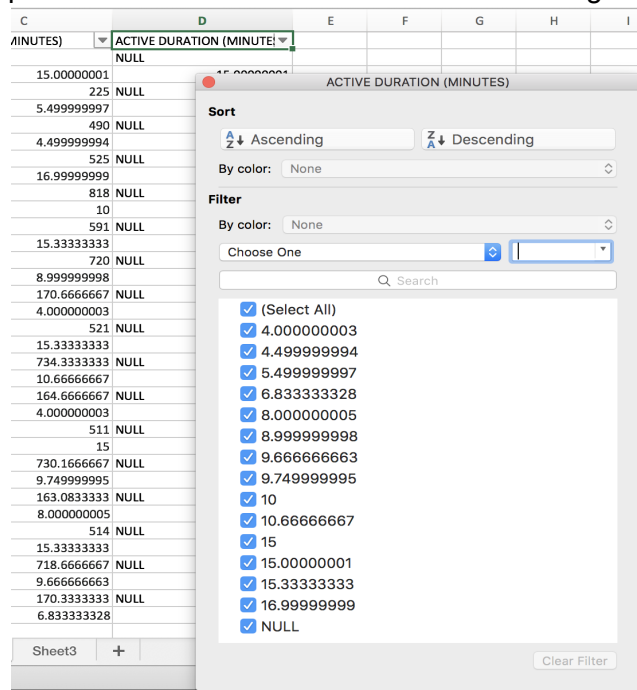 C D E F G H I
MINUTES) ACTIVE DURATION (MINUTES
NULL
15.00000001 15.00000001
225 NULL
5.499999997
490 NULL
4.499999994
525 NULL
16.99999999
818 NULL
10
591 NULL
15.33333333
720 NULL
8.999999998
170.6666667 NULL
4.000000003
521 NULL
15.33333333
734.3333333 NULL
10.66666667
164.6666667 NULL
4.000000003
511 NULL
15
730.1666667 NULL
9.749999995
163.0833333 NULL
8.000000005
514 NULL
15.33333333
718.6666667 NULL
9.666666663
170.3333333 NULL
6.833333328
Sheet3 +
ACTIVE DURATION (MINUTES)
Sort
A Z Ascending Z A Descending
By color: None
Filter
By color: None
Choose One
Search
(Select All)
4.000000003
4.499999994
5.499999997
6.833333328
8.000000005
8.999999998
9.666666663
9.749999995
10
10.66666667
15
15.00000001
15.33333333
16.99999999
NULL
Clear Filter